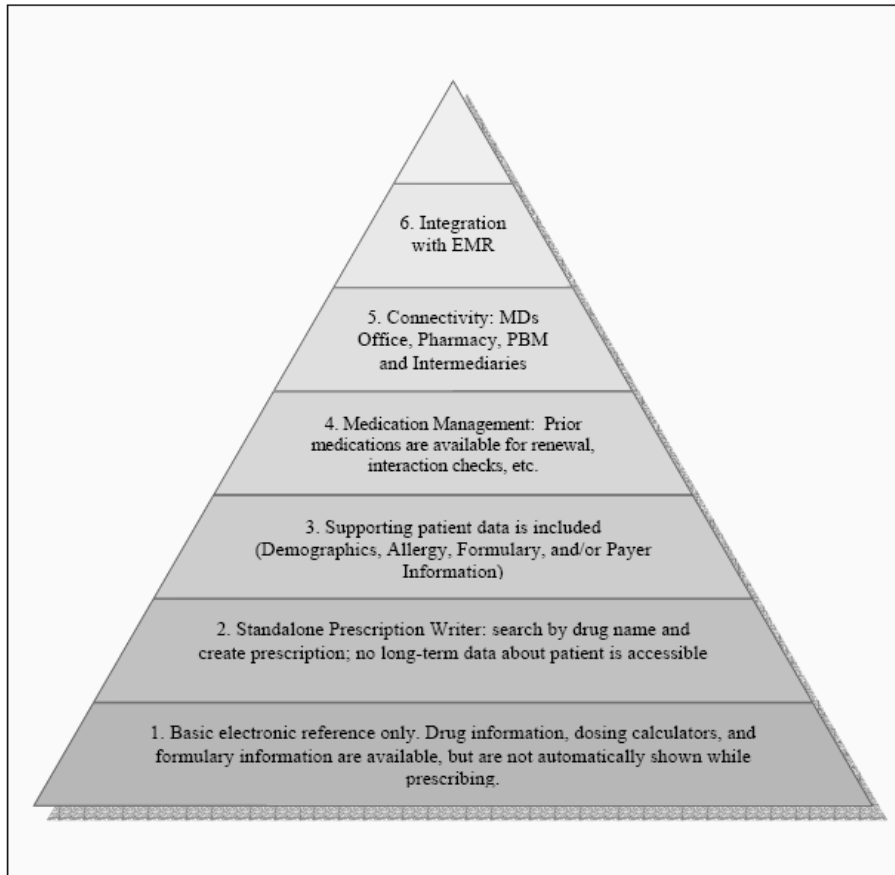 6. Integration
with EMR
5. Connectivity: MDs
Office, Pharmacy, PBM
and Intermediaries
4. Medication Management: Prior
medications are available for renewal,
interaction checks, etc.
3. Supporting patient data is included
(Demographics, Allergy, Formulary, and/or Payer
Information)
2. Standalone Prescription Writer: search by drug name and
create prescription; no long-term data about patient is accessible
1. Basic electronic reference only. Drug information, dosing calculators, and
formulary information are available, but are not automatically shown while
prescribing.